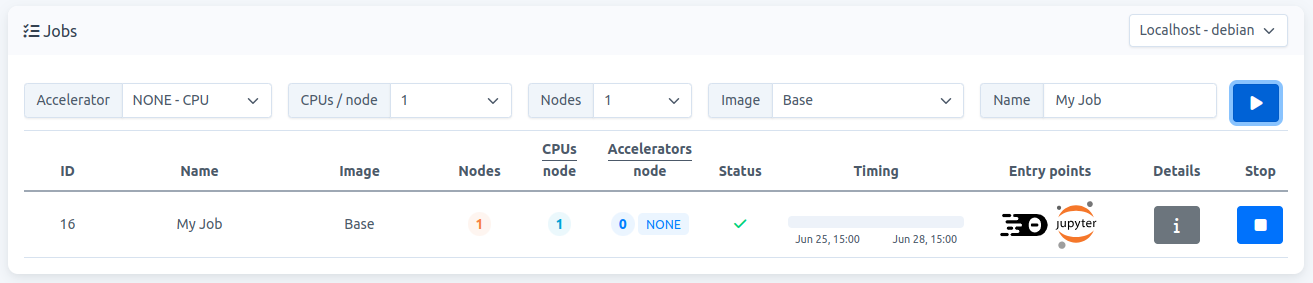 Jobs
Localhost - debian
Accelerator NONE - CPU CPUs / node 1 Nodes 1 Image Base Name My Job
ID Name Image Nodes CPUs node Accelerators node Status Timing Entry points Details Stop
16 My Job Base 1 1 0 NONE Jun 25, 15:00 Jun 28, 15:00 jupyter i